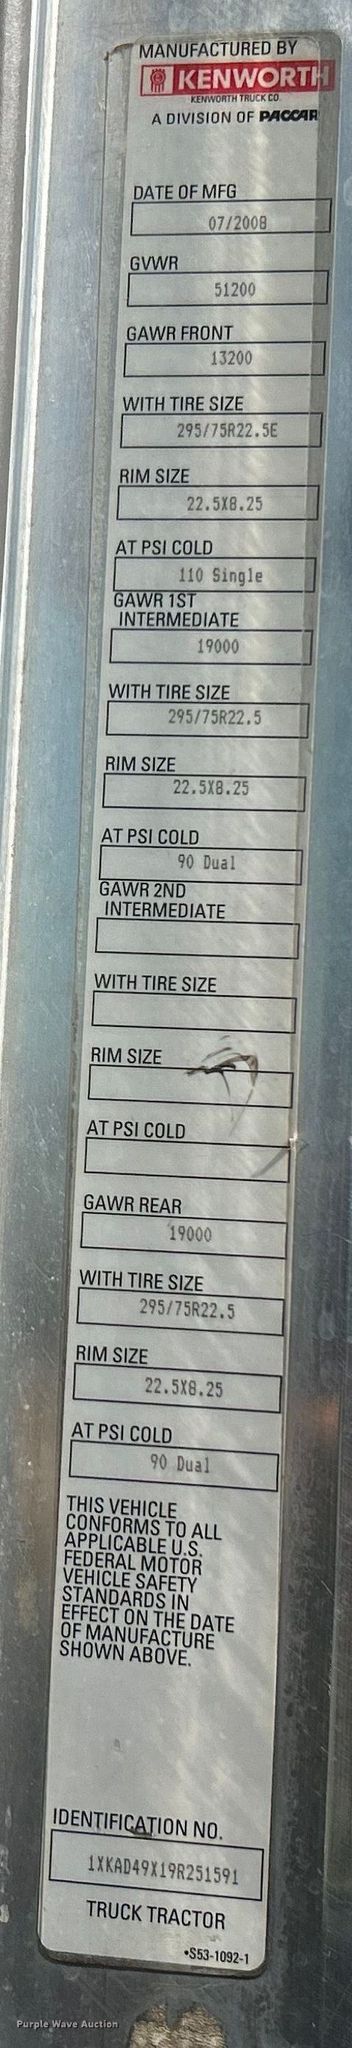 MANUFACTURED BY
KENWORTH
KENWORTH TRUCK CO.
A DIVISION OF PACCAR
DATE OF MFG
07/2008
GVWR
51200
GAWR FRONT
13200
WITH TIRE SIZE
295/75R22.5E
RIM SIZE
22.5X8.25
AT PSI COLD
110 Single
GAWR 1ST
INTERMEDIATE
19000
WITH TIRE SIZE
295/75R22.5
RIM SIZE
22.5X8.25
AT PSI COLD
90 Dual
GAWR 2ND
INTERMEDIATE
WITH TIRE SIZE
RIM SIZE
AT PSI COLD
GAWR REAR
19000
WITH TIRE SIZE
295/75R22.5
RIM SIZE
22.5X8.25
AT PSI COLD
90 Dual
THIS VEHICLE
CONFORMS TO ALL
APPLICABLE U.S.
FEDERAL MOTOR
VEHICLE SAFETY
STANDARDS IN
EFFECT ON THE DATE
OF MANUFACTURE
SHOWN ABOVE.
IDENTIFICATION NO.
1XKAD49X19R251591
TRUCK TRACTOR
•S53-1092-1
Purple Wave Auction